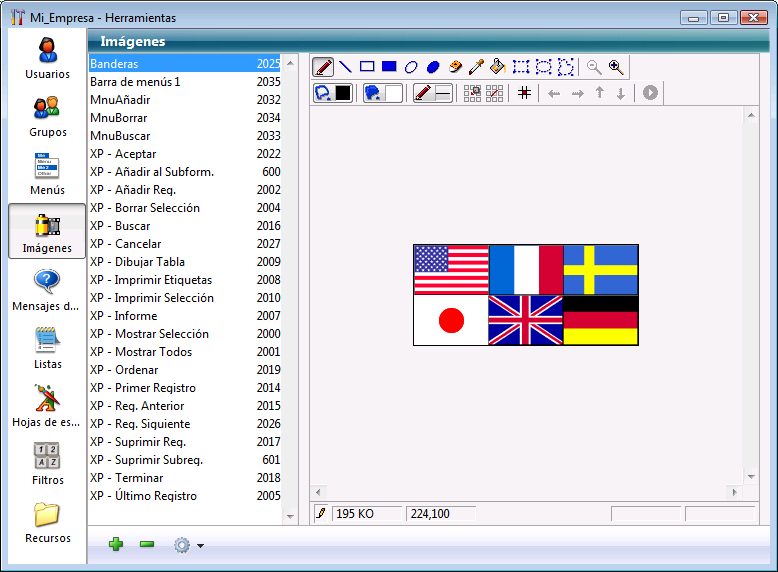 Mi_Empresa - Herramientas
Imágenes
Usuarios
Grupos
Menús
Imágenes
Mensajes d...
Listas
Hojas de es...
Filtros
Recursos
Banderas 2025
Barra de menús 1 2035
MnuAñadir 2032
MnuBorrar 2034
MnuBuscar 2033
XP - Aceptar 2022
XP - Añadir al Subform. 600
XP - Añadir Reg. 2002
XP - Borrar Selección 2004
XP - Buscar 2016
XP - Cancelar 2027
XP - Dibujar Tabla 2009
XP - Imprimir Etiquetas 2008
XP - Imprimir Selección 2010
XP - Informe 2007
XP - Mostrar Selección 2000
XP - Mostrar Todos 2001
XP - Ordenar 2019
XP - Primer Registro 2014
XP - Reg. Anterior 2015
XP - Reg. Siguiente 2026
XP - Suprimir Reg. 2017
XP - Suprimir Subreg. 601
XP - Terminar 2018
XP - Último Registro 2005
195 KO
224,100